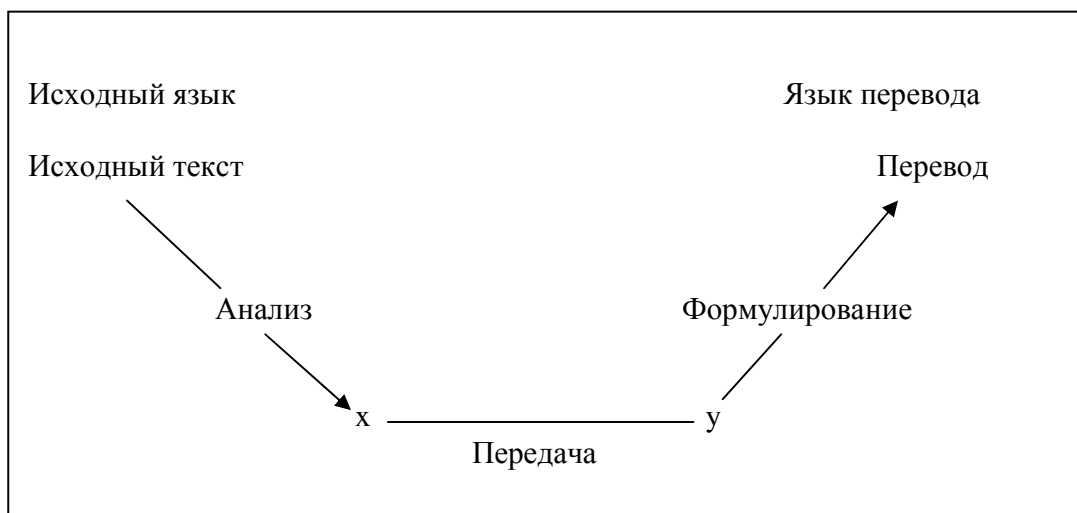 Исходный язык Язык перевода
Исходный текст Перевод
Анализ Формулирование
x y
Передача